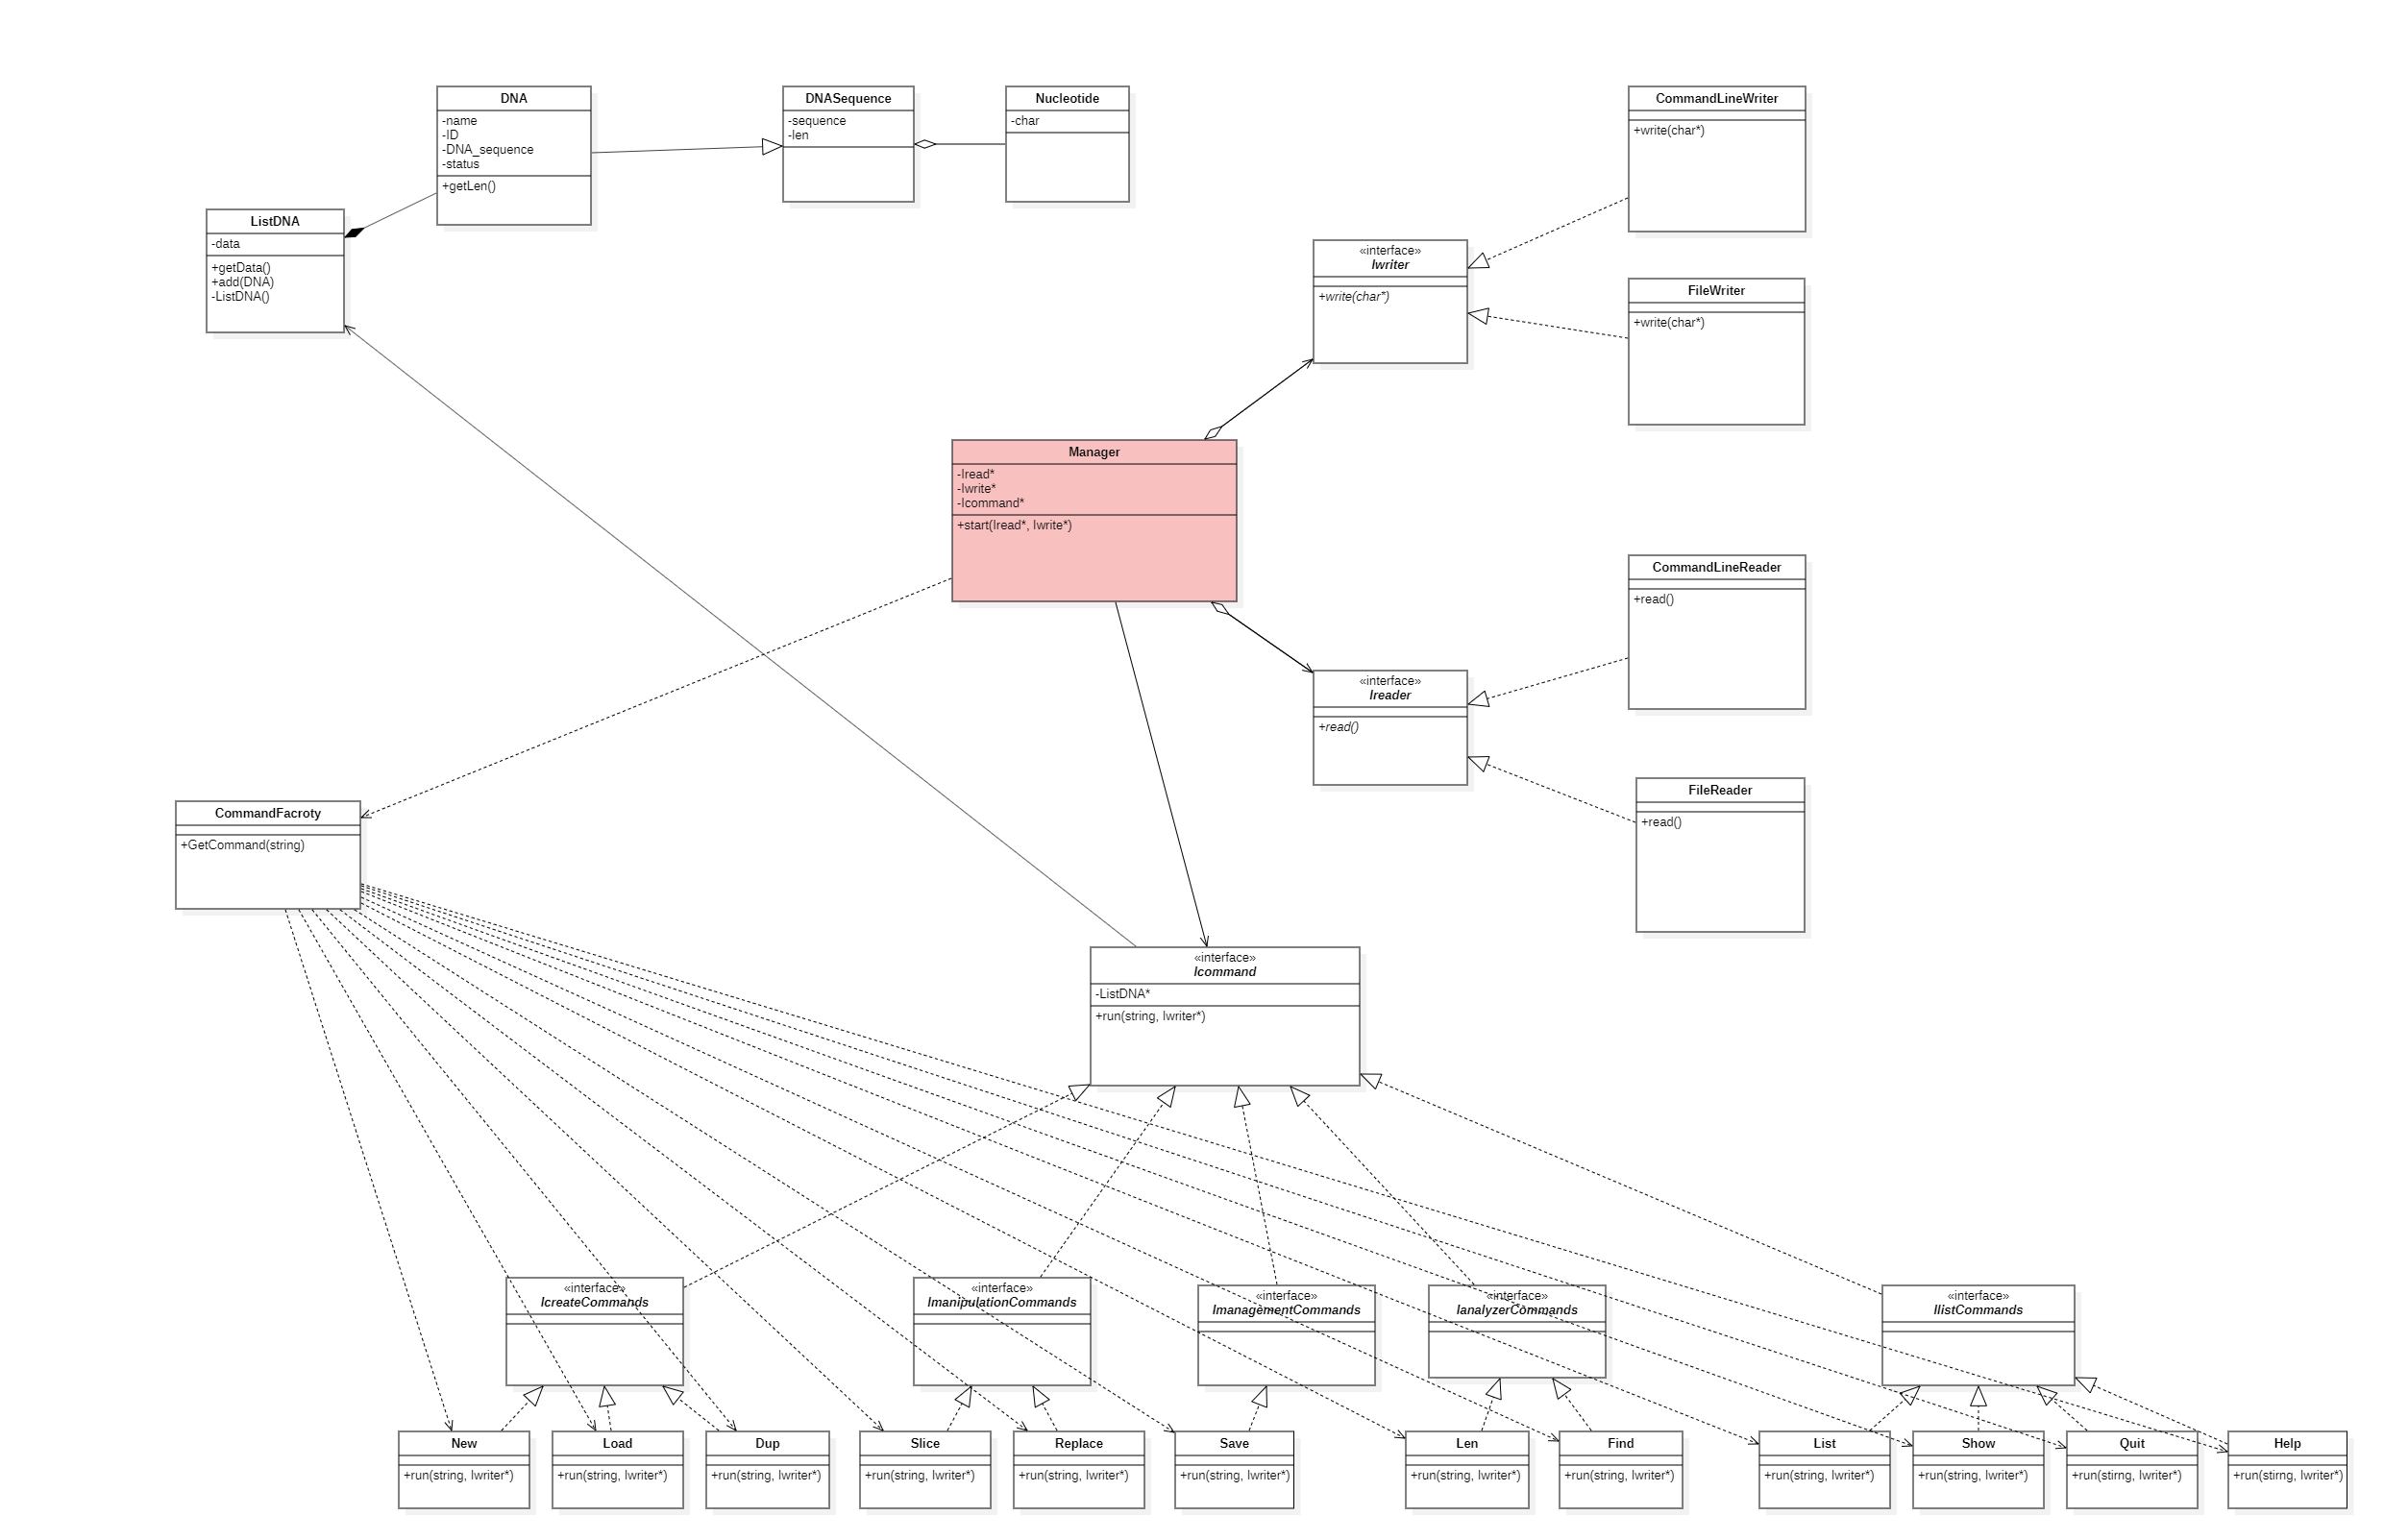 DNA
-name
-ID
-DNA_sequence
-status
+getLen()
DNASequence
-sequence
-len
Nucleotide
-char
CommandLineWriter
+write(char*)
ListDNA
-data
+getData()
+add(DNA)
-ListDNA()
«interface»
Iwriter
+write(char*)
FileWriter
+write(char*)
Manager
-Iread*
-Iwrite*
-Icommand*
+start(Iread*, Iwrite*)
CommandLineReader
+read()
«interface»
Ireader
+read()
FileReader
+read()
CommandFacroty
+GetCommand(string)
«interface»
Icommand
-ListDNA*
+run(string, Iwriter*)
«interface»
IcreateCommands
«interface»
ImanipulationCommands
«interface»
ImanagementCommands
«interface»
IanalyzerCommands
«interface»
IlistCommands
New
+run(string, Iwriter*)
Load
+run(string, Iwriter*)
Dup
+run(string, Iwriter*)
Slice
+run(string, Iwriter*)
Replace
+run(string, Iwriter*)
Save
+run(string, Iwriter*)
Len
+run(string, Iwriter*)
Find
+run(string, Iwriter*)
List
+run(string, Iwriter*)
Show
+run(string, Iwriter*)
Quit
+run(stirng, Iwriter*)
Help
+run(stirng, Iwriter*)